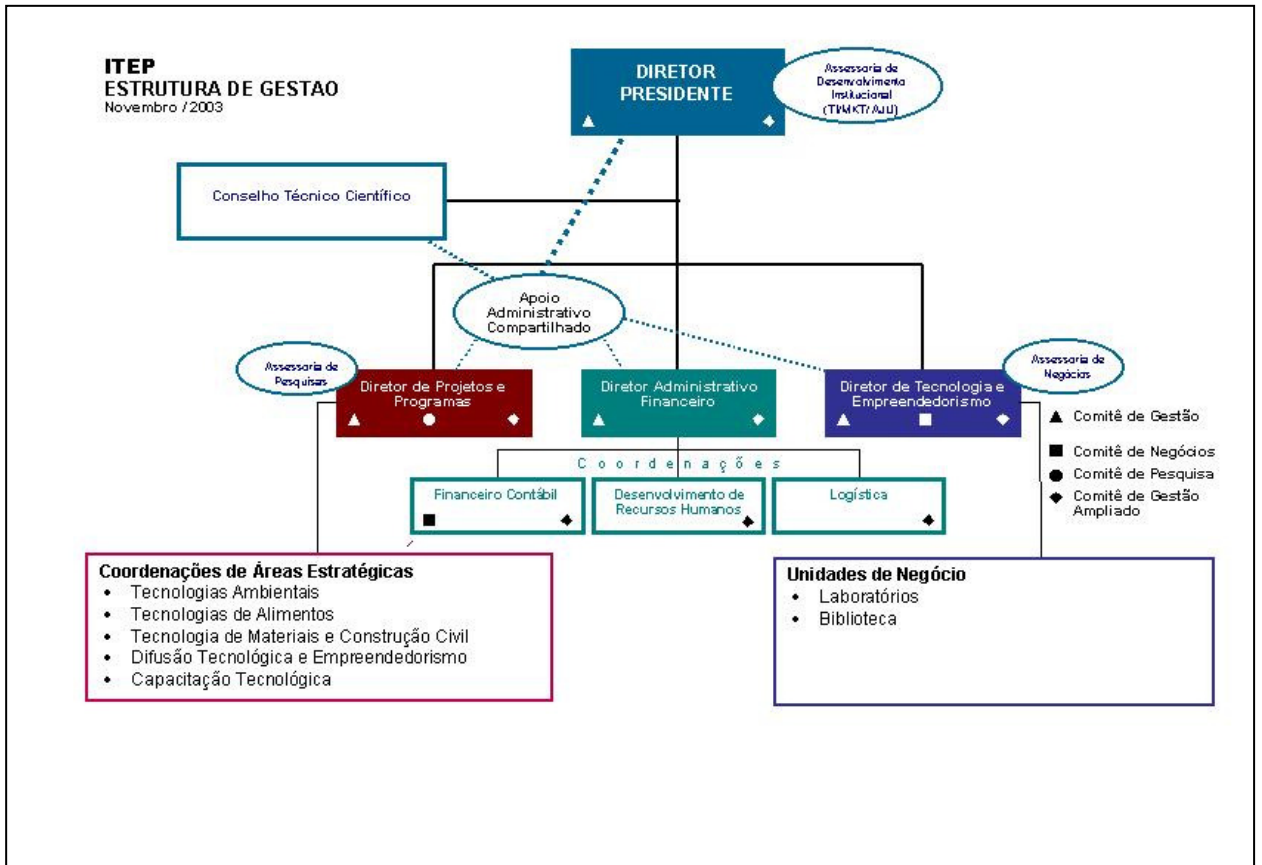 ITEP
ESTRUTURA DE GESTAO
Novembro / 2003
DIRETOR
PRESIDENTE
Assessoria de
Desenvolvimento
Institucional
(TI/MKT/AJU)
Conselho Técnico Científico
Apoio
Administrativo
Compartilhado
Assessoria de
Pesquisas
Diretor de Projetos e
Programas
Diretor Administrativo
Financeiro
Diretor de Tecnologia e
Empreendedorismo
Assessoria de
Negócios
▲ Comitê de Gestão
■ Comitê de Negócios
● Comitê de Pesquisa
◆ Comitê de Gestão
Ampliado
Coordenações
Financeiro Contábil
Desenvolvimento de
Recursos Humanos
Logística
Coordenações de Áreas Estratégicas
• Tecnologias Ambientais
• Tecnologias de Alimentos
• Tecnologia de Materiais e Construção Civil
• Difusão Tecnológica e Empreendedorismo
• Capacitação Tecnológica
Unidades de Negócio
• Laboratórios
• Biblioteca